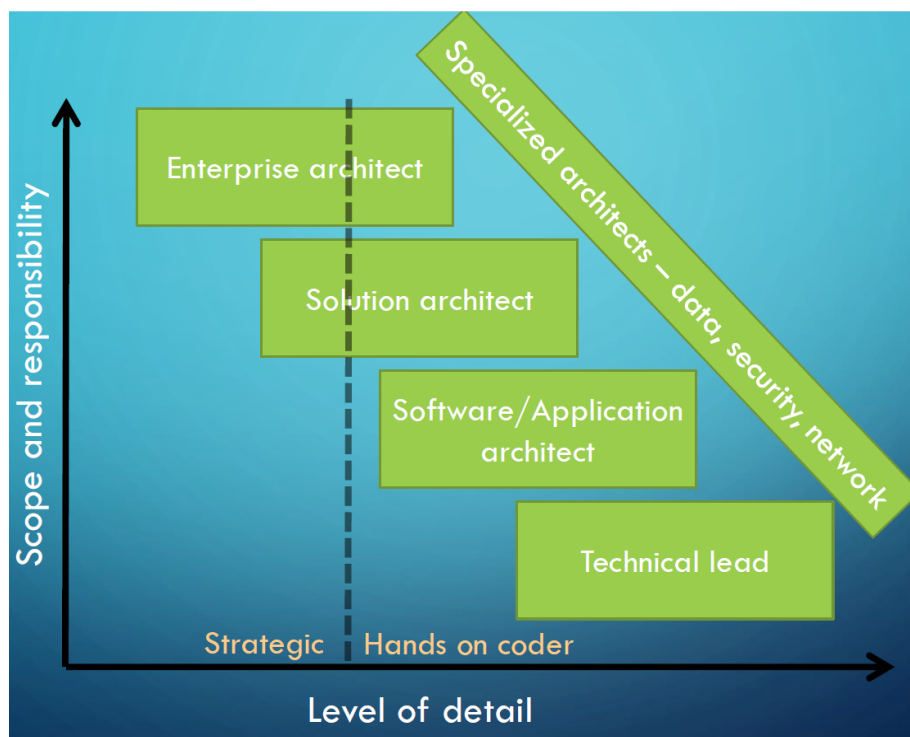 Specialized architects – data, security, network
Enterprise architect
Solution architect
Software/Application
architect
Technical lead
Scope and responsibility
Strategic
Hands on coder
Level of detail